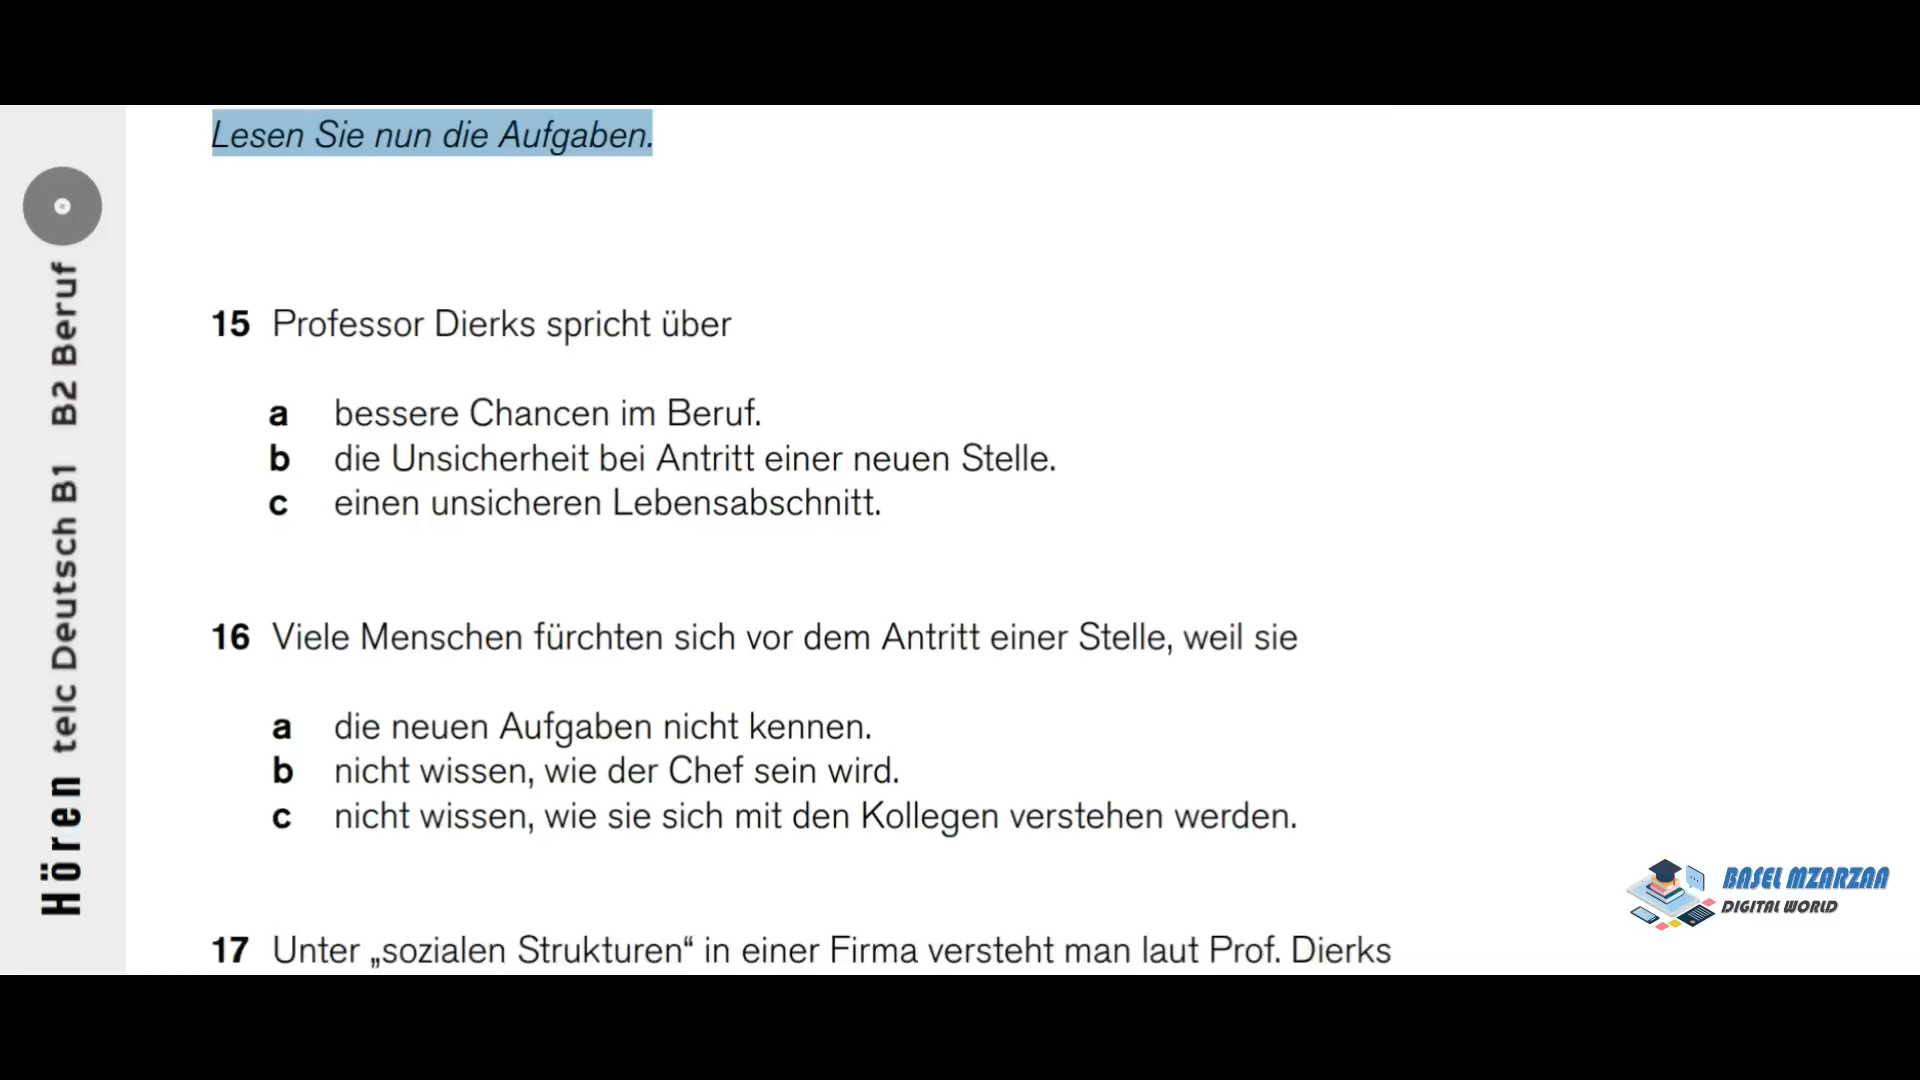 Lesen Sie nun die Aufgaben.
Hören telc Deutsch B1 B2 Beruf
15 Professor Dierks spricht über
a bessere Chancen im Beruf.
b die Unsicherheit bei Antritt einer neuen Stelle.
c einen unsicheren Lebensabschnitt.
16 Viele Menschen fürchten sich vor dem Antritt einer Stelle, weil sie
a die neuen Aufgaben nicht kennen.
b nicht wissen, wie der Chef sein wird.
c nicht wissen, wie sie sich mit den Kollegen verstehen werden.
BASEL MZARZAA
DIGITAL WORLD
17 Unter „sozialen Strukturen“ in einer Firma versteht man laut Prof. Dierks